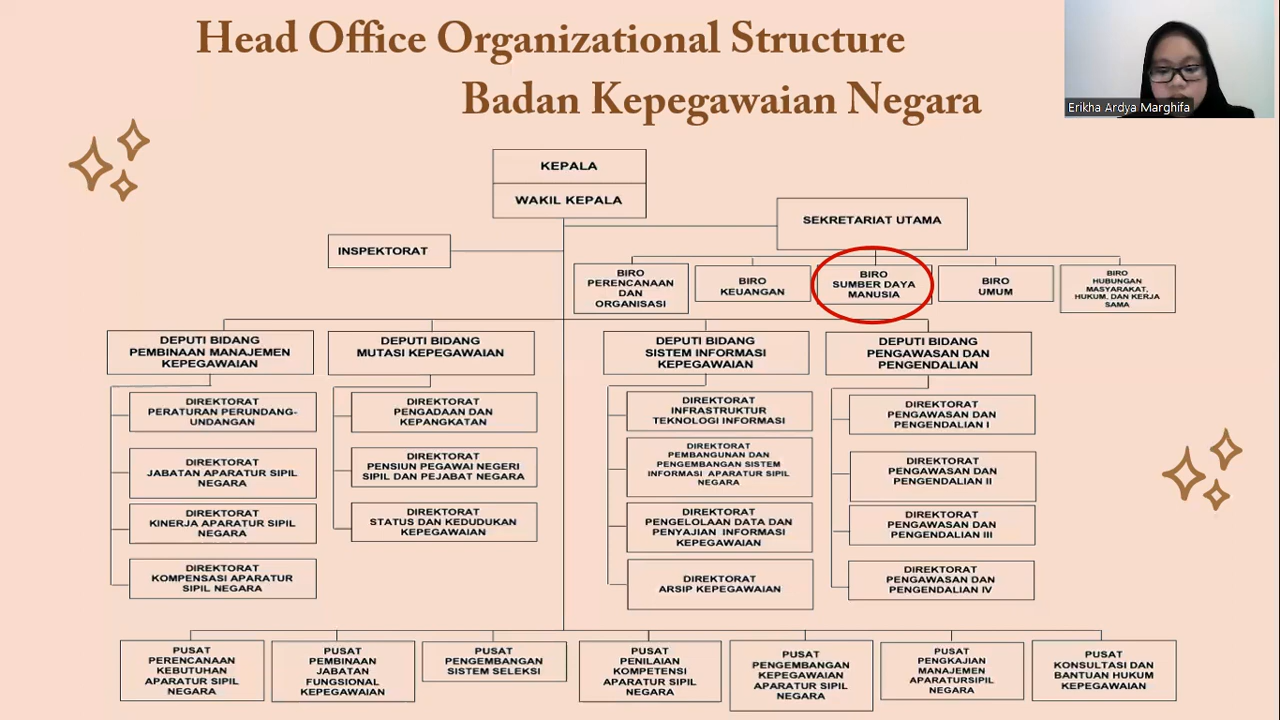 Head Office Organizational Structure
Badan Kepegawaian Negara
Erikha Ardya Marghifa
KEPALA
WAKIL KEPALA
SEKRETARIAT UTAMA
INSPEKTORAT
BIRO
PERENCANAAN
DAN
ORGANISASI
BIRO
KEUANGAN
BIRO
SUMBER DAYA
MANUSIA
BIRO
UMUM
BIRO
HUBUNGAN
MASYARAKAT,
HUKUM, DAN KERJA
SAMA
DEPUTI BIDANG
PEMBINAAN MANAJEMEN
KEPEGAWAIAN
DEPUTI BIDANG
MUTASI KEPEGAWAIAN
DEPUTI BIDANG
SISTEM INFORMASI
KEPEGAWAIAN
DEPUTI BIDANG
PENGAWASAN DAN
PENGENDALIAN
DIREKTORAT
PERATURAN PERUNDANG-
UNDANGAN
DIREKTORAT
JABATAN APARATUR SIPIL
NEGARA
DIREKTORAT
KINERJA APARATUR SIPIL
NEGARA
DIREKTORAT
KOMPENSASI APARATUR
SIPIL NEGARA
DIREKTORAT
PENGADAAN DAN
KEPANGKATAN
DIREKTORAT
PENSIUN PEGAWAI NEGERI
SIPIL DAN PEJABAT NEGARA
DIREKTORAT
STATUS DAN KEDUDUKAN
KEPEGAWAIAN
DIREKTORAT
INFRASTRUKTUR
TEKNOLOGI INFORMASI
DIREKTORAT
PEMBANGUNAN DAN
PENGEMBANGAN SISTEM
INFORMASI APARATUR SIPIL
NEGARA
DIREKTORAT
PENGELOLAAN DATA DAN
PENYAJIAN INFORMASI
KEPEGAWAIAN
DIREKTORAT
ARSIP KEPEGAWAIAN
DIREKTORAT
PENGAWASAN DAN
PENGENDALIAN I
DIREKTORAT
PENGAWASAN DAN
PENGENDALIAN II
DIREKTORAT
PENGAWASAN DAN
PENGENDALIAN III
DIREKTORAT
PENGAWASAN DAN
PENGENDALIAN IV
PUSAT
PERENCANAAN
KEBUTUHAN
APARATUR SIPIL
NEGARA
PUSAT
PEMBINAAN
JABATAN
FUNGSIONAL
KEPEGAWAIAN
PUSAT
PENGEMBANGAN
SISTEM SELEKSI
PUSAT
PENILAIAN
KOMPETENSI
APARATUR SIPIL
NEGARA
PUSAT
PENGEMBANGAN
KEPEGAWAIAN
APARATUR SIPIL
NEGARA
PUSAT
PENGKAJIAN
MANAJEMEN
APARATURSIPIL
NEGARA
PUSAT
KONSULTASI DAN
BANTUAN HUKUM
KEPEGAWAIAN